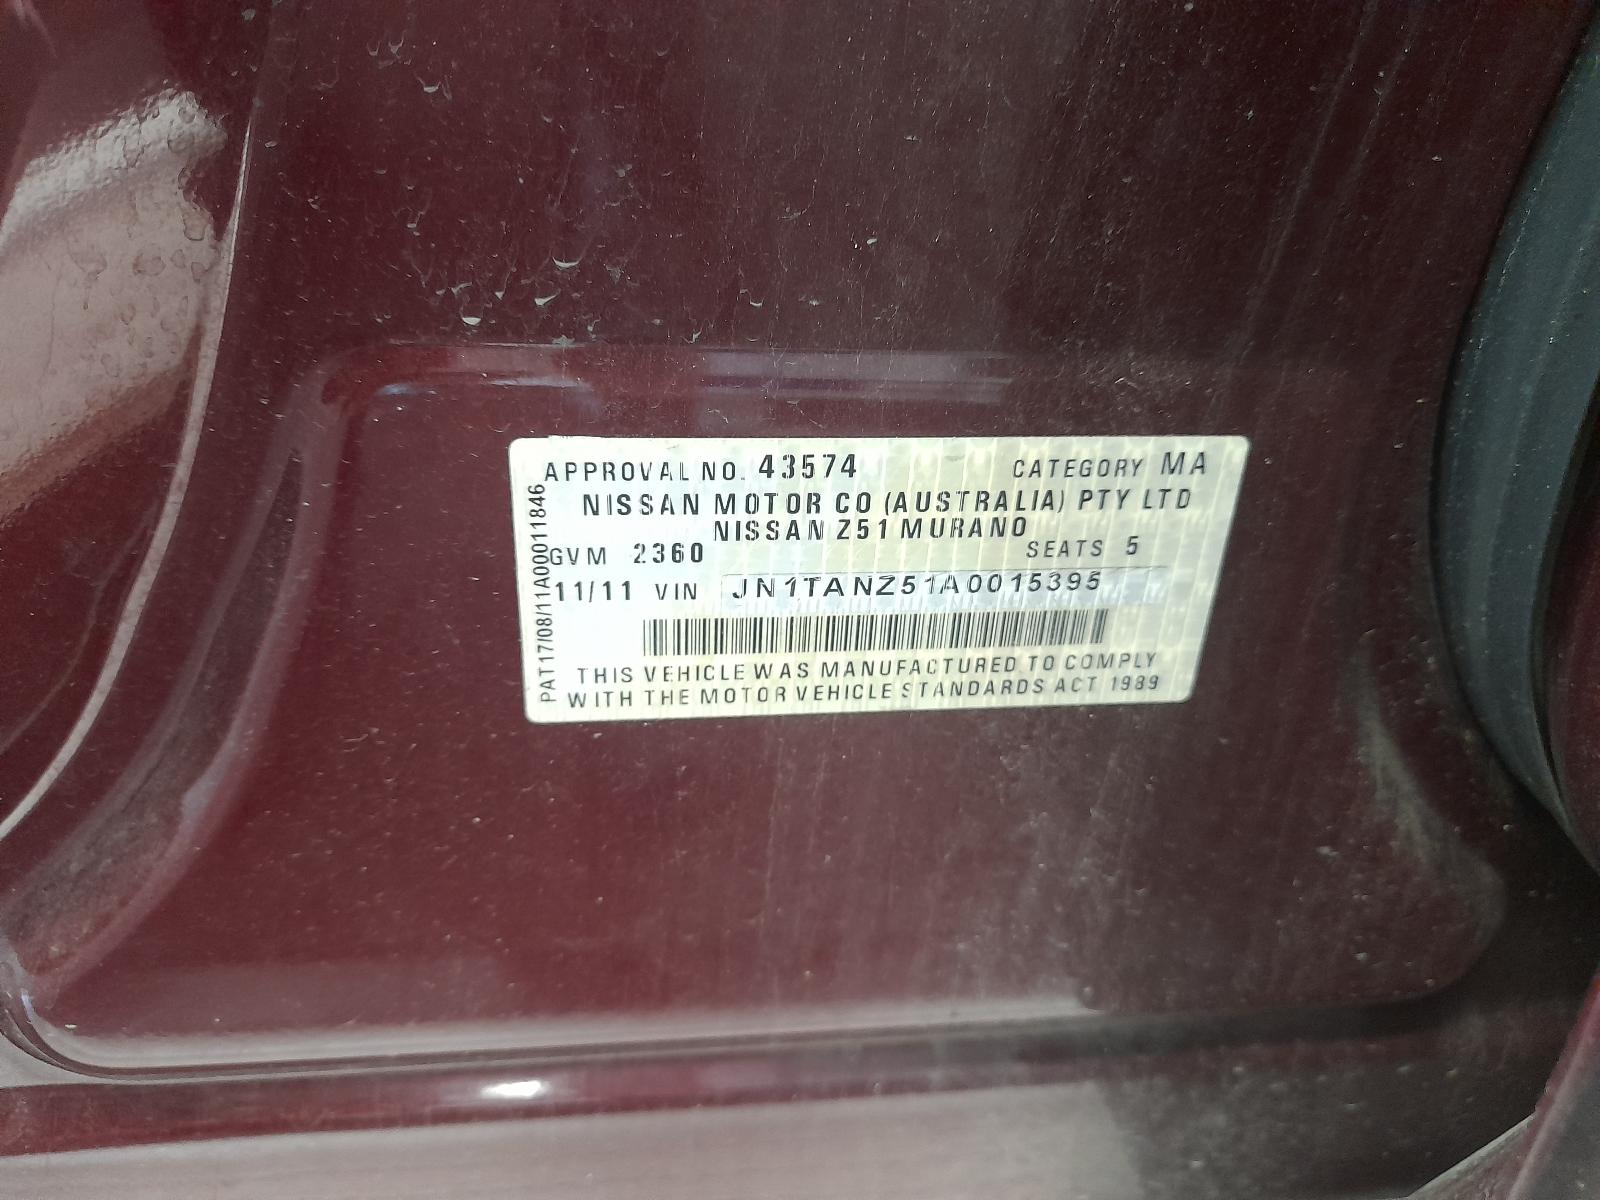 APPROVAL NO. 43574 CATEGORY MA
NISSAN MOTOR CO (AUSTRALIA) PTY LTD
NISSAN Z51 MURANO
GVM 2360 SEATS 5
11/11 VIN JN1TANZ51A0015395
THIS VEHICLE WAS MANUFACTURED TO COMPLY
WITH THE MOTOR VEHICLE STANDARDS ACT 1989
PAT17/08/11A00011846